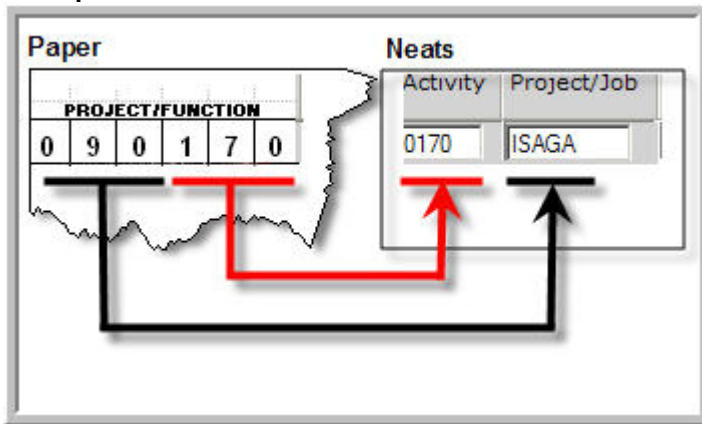 Paper
PROJECT/FUNCTION
0 9 0 1 7 0
Neats
Activity Project/Job
0170 ISAGA